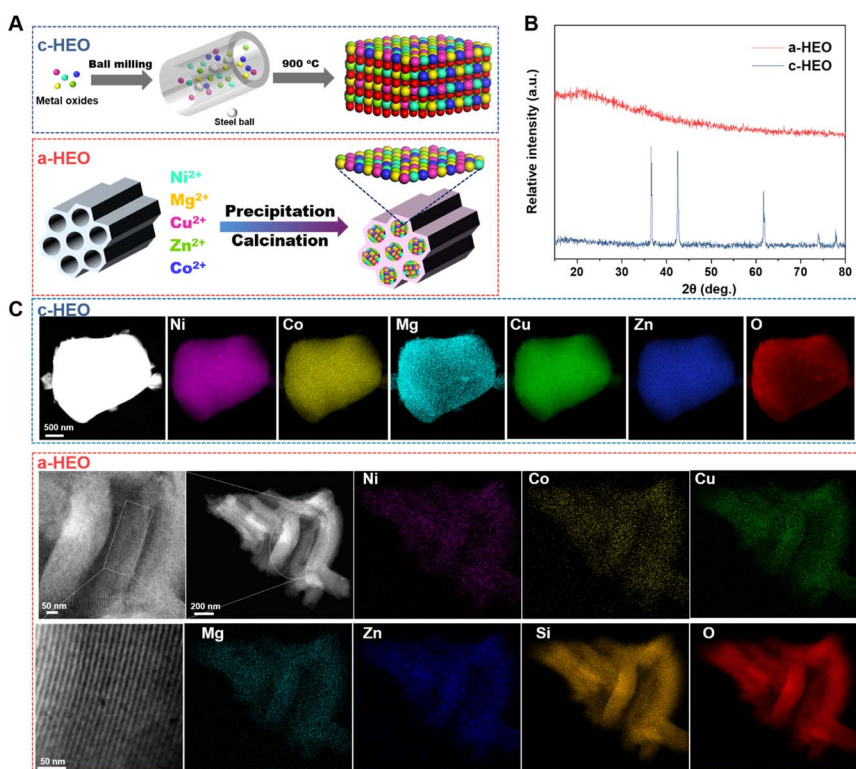 A
c-HEO
Ball milling
900 °C
Metal oxides
Steel ball
a-HEO
Ni2+
Mg2+
Cu2+
Zn2+
Co2+
Precipitation
Calcination
B
a-HEO
c-HEO
Relative intensity (a.u.)
20 30 40 50 60 70 80
2θ (deg.)
C
c-HEO
Ni Co Mg Cu Zn O
500 nm
a-HEO
Ni Co Cu
50 nm 200 nm
Mg Zn Si O
50 nm